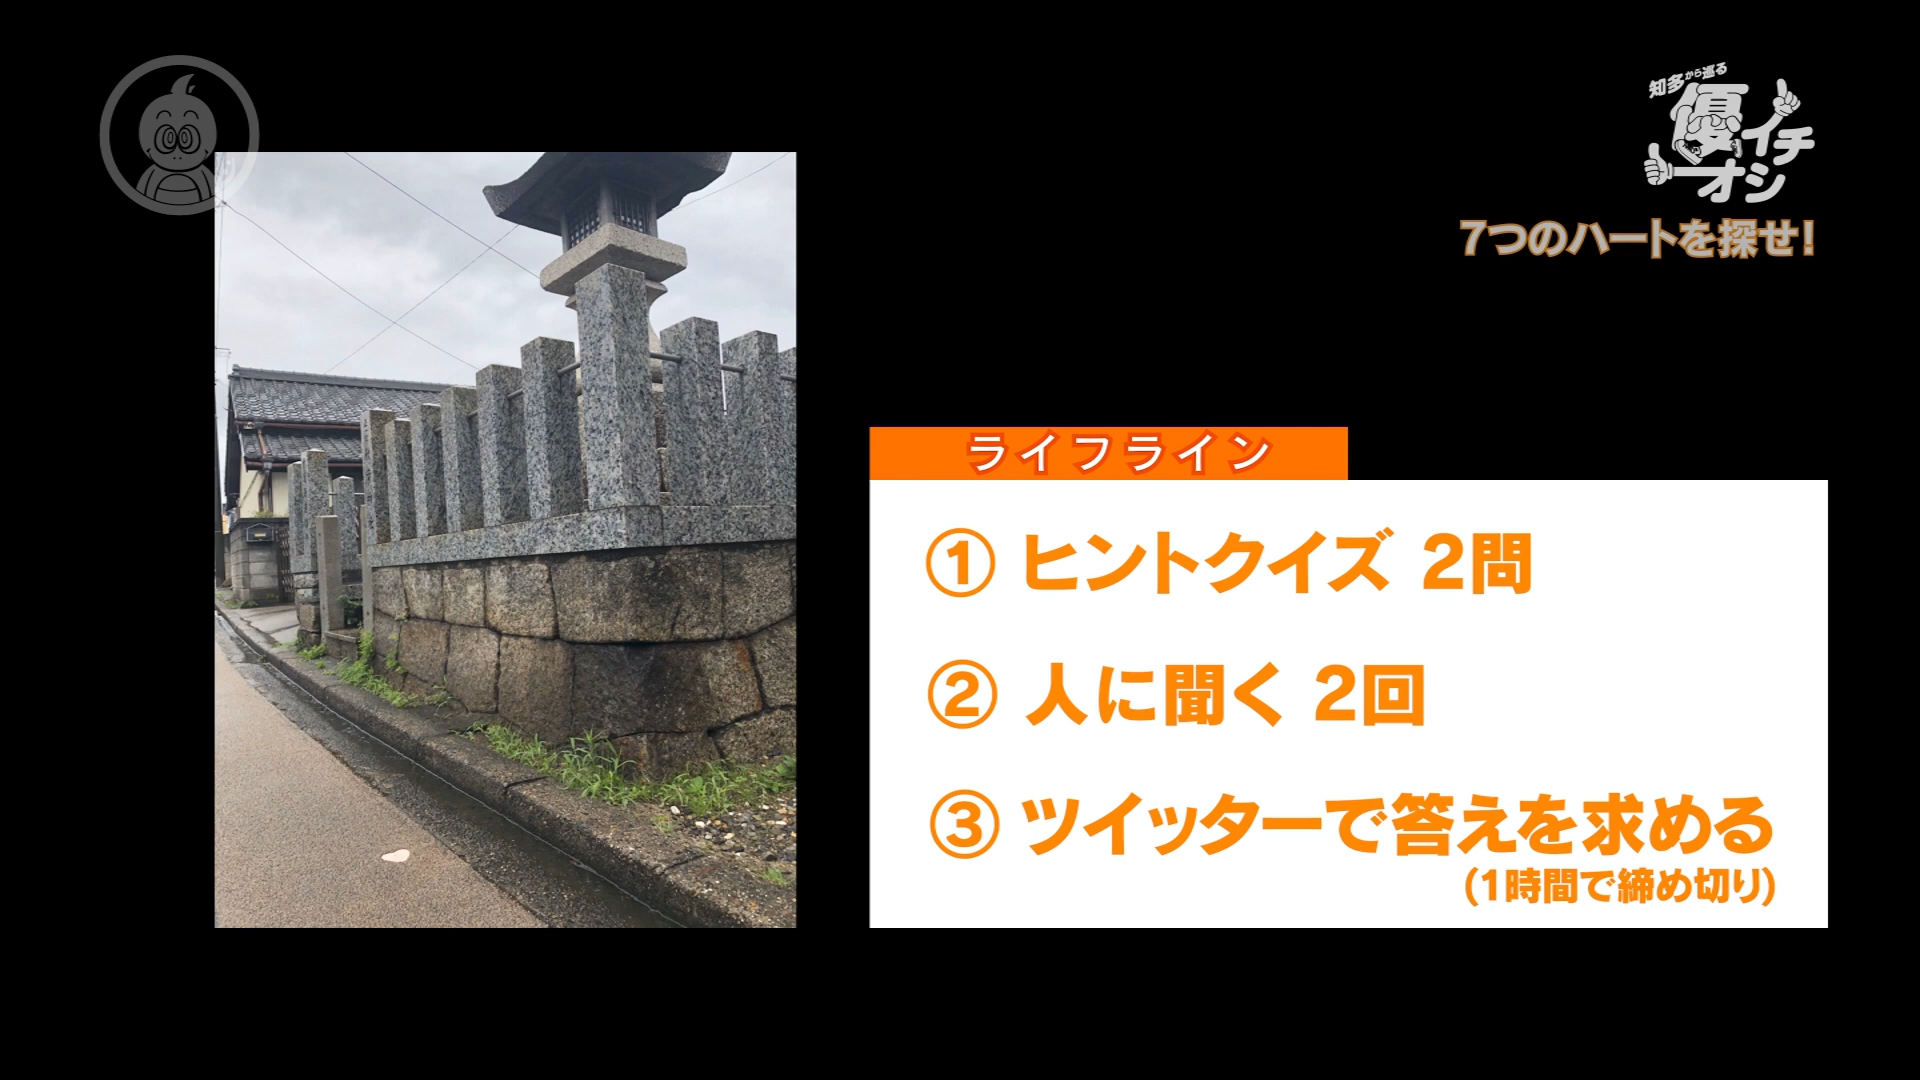 知多から巡る
優イチ
オシ
7つのハートを探せ!
ライフライン
① ヒントクイズ 2問
② 人に聞く 2回
③ ツイッターで答えを求める
(1時間で締め切り)